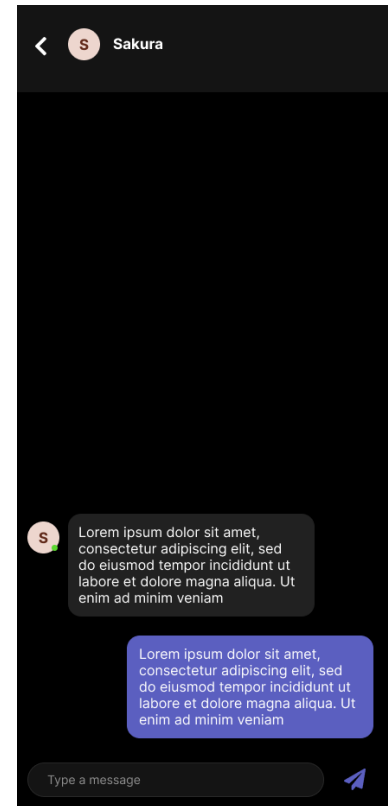 S Sakura
S
Lorem ipsum dolor sit amet,
consectetur adipiscing elit, sed
do eiusmod tempor incididunt ut
labore et dolore magna aliqua. Ut
enim ad minim veniam
Lorem ipsum dolor sit amet,
consectetur adipiscing elit, sed
do eiusmod tempor incididunt ut
labore et dolore magna aliqua. Ut
enim ad minim veniam
Type a message